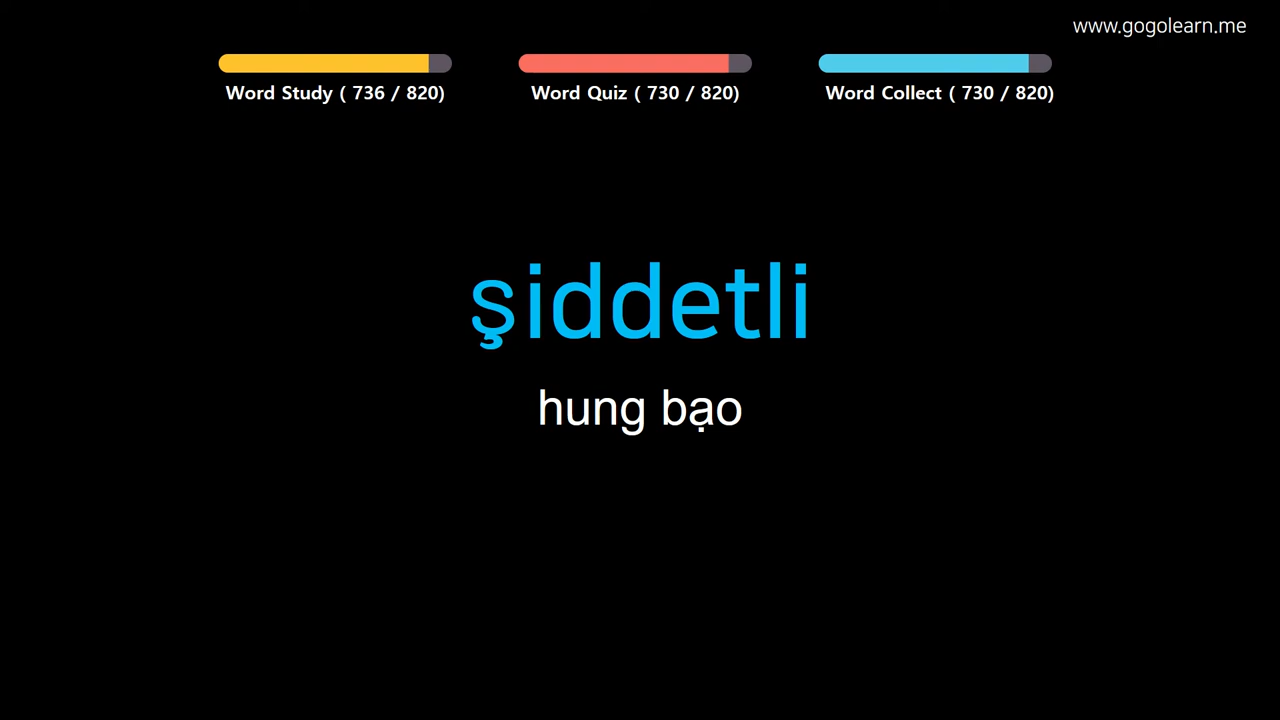 www.gogolearn.me
Word Study ( 736 / 820)
Word Quiz ( 730 / 820)
Word Collect ( 730 / 820)
şiddetli
hung bạo